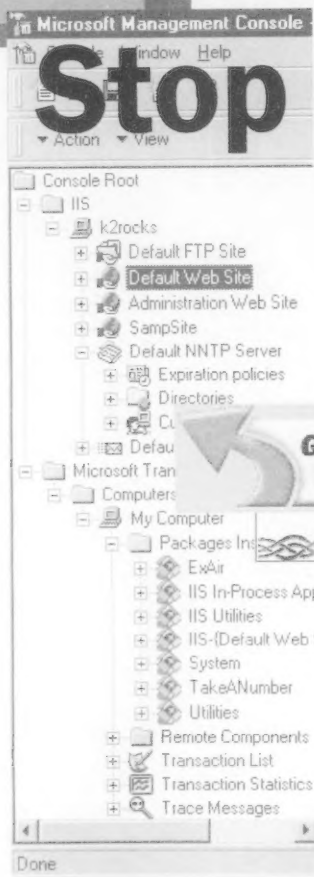 Microsoft Management Console -
Window Help
Stop
Action View
Console Root
IIS
k2rocks
Default FTP Site
Default Web Site
Administration Web Site
SampSite
Default NNTP Server
Expiration policies
Directories
Cu
G
Defau
Microsoft Tran
Computers
My Computer
Packages Ins
ExAir
IIS In-Process App
IIS Utilities
IIS-{Default Web
System
TakeANumber
Utilities
Remote Components
Transaction List
Transaction Statistics
Trace Messages
Done